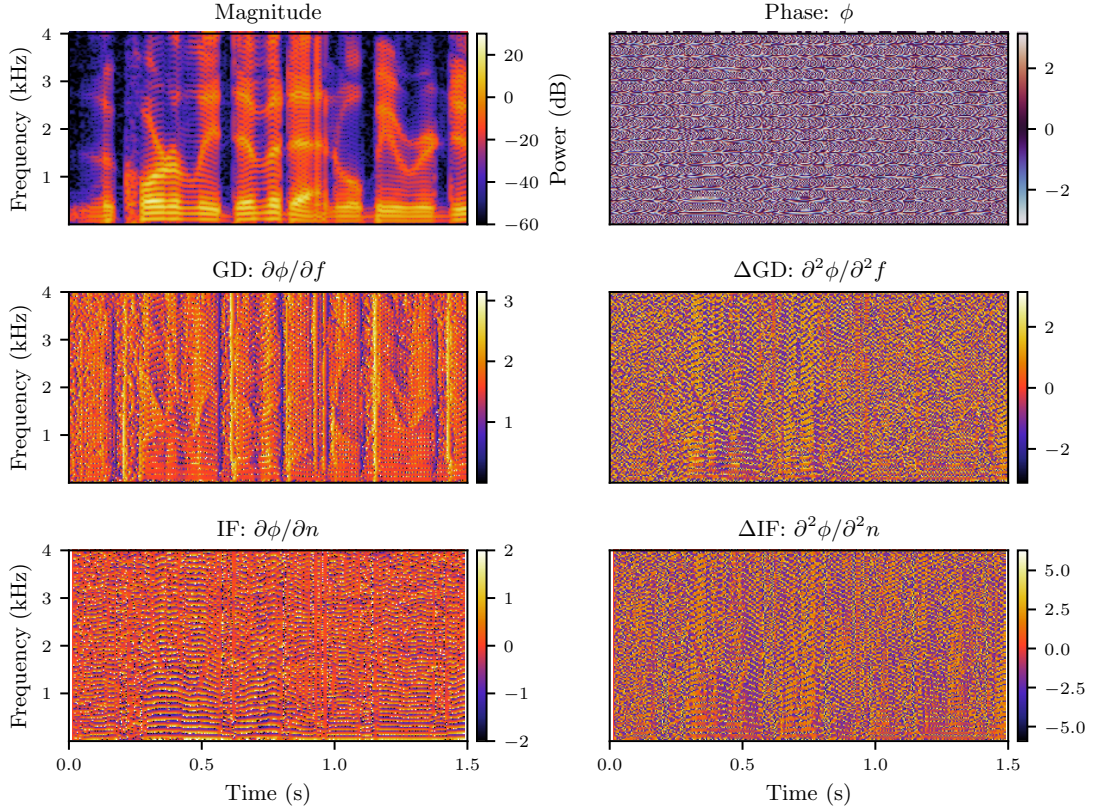 Magnitude
Phase: ϕ
Frequency (kHz)
4
3
2
1
20
0
−20
−40
−60
Power (dB)
2
0
−2
GD: ∂ϕ/∂f
ΔGD: ∂²ϕ/∂²f
Frequency (kHz)
4
3
2
1
3
2
1
2
0
−2
IF: ∂ϕ/∂n
ΔIF: ∂²ϕ/∂²n
Frequency (kHz)
4
3
2
1
2
1
0
−1
−2
5.0
2.5
0.0
−2.5
−5.0
0.0 0.5 1.0 1.5
0.0 0.5 1.0 1.5
Time (s)
Time (s)